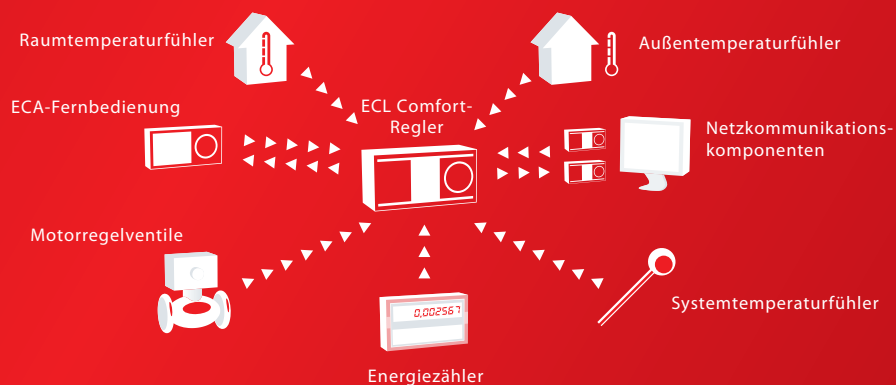 Raumtemperaturfühler
Außentemperaturfühler
ECA-Fernbedienung
ECL Comfort-
Regler
Netzkommunikations-
komponenten
Motorregelventile
0,002567
Systemtemperaturfühler
Energiezähler